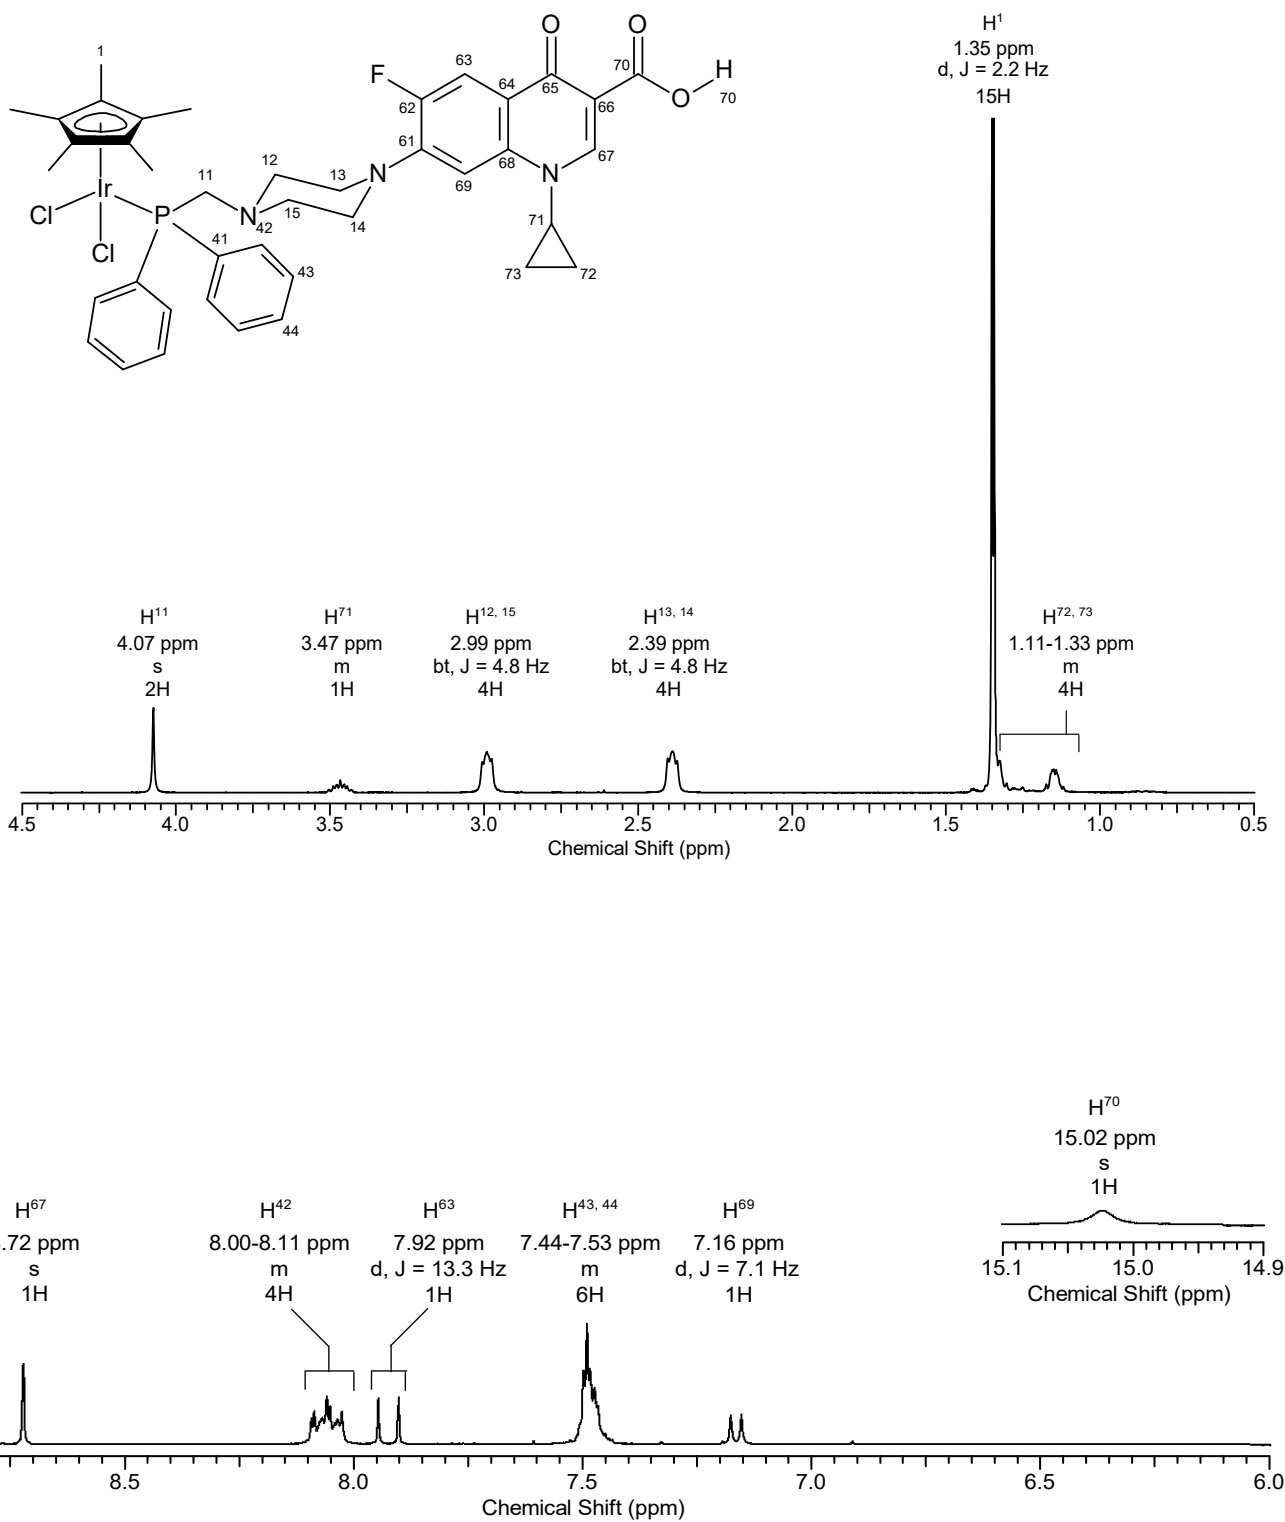 1
O
O
H
F
63
70
64
65
66
O
70
62
61
12
13
N
68
67
11
69
N
Ir
15
71
Cl
P
N
42
14
41
Cl
43
73
72
44
H1
1.35 ppm
d, J = 2.2 Hz
15H
H11
4.07 ppm
s
2H
H71
3.47 ppm
m
1H
H12, 15
2.99 ppm
bt, J = 4.8 Hz
4H
H13, 14
2.39 ppm
bt, J = 4.8 Hz
4H
H72, 73
1.11-1.33 ppm
m
4H
4.5 4.0 3.5 3.0 2.5 2.0 1.5 1.0 0.5
Chemical Shift (ppm)
H70
15.02 ppm
s
1H
15.1 15.0 14.9
Chemical Shift (ppm)
H67
.72 ppm
s
1H
H42
8.00-8.11 ppm
m
4H
H63
7.92 ppm
d, J = 13.3 Hz
1H
H43, 44
7.44-7.53 ppm
m
6H
H69
7.16 ppm
d, J = 7.1 Hz
1H
8.5 8.0 7.5 7.0 6.5 6.0
Chemical Shift (ppm)